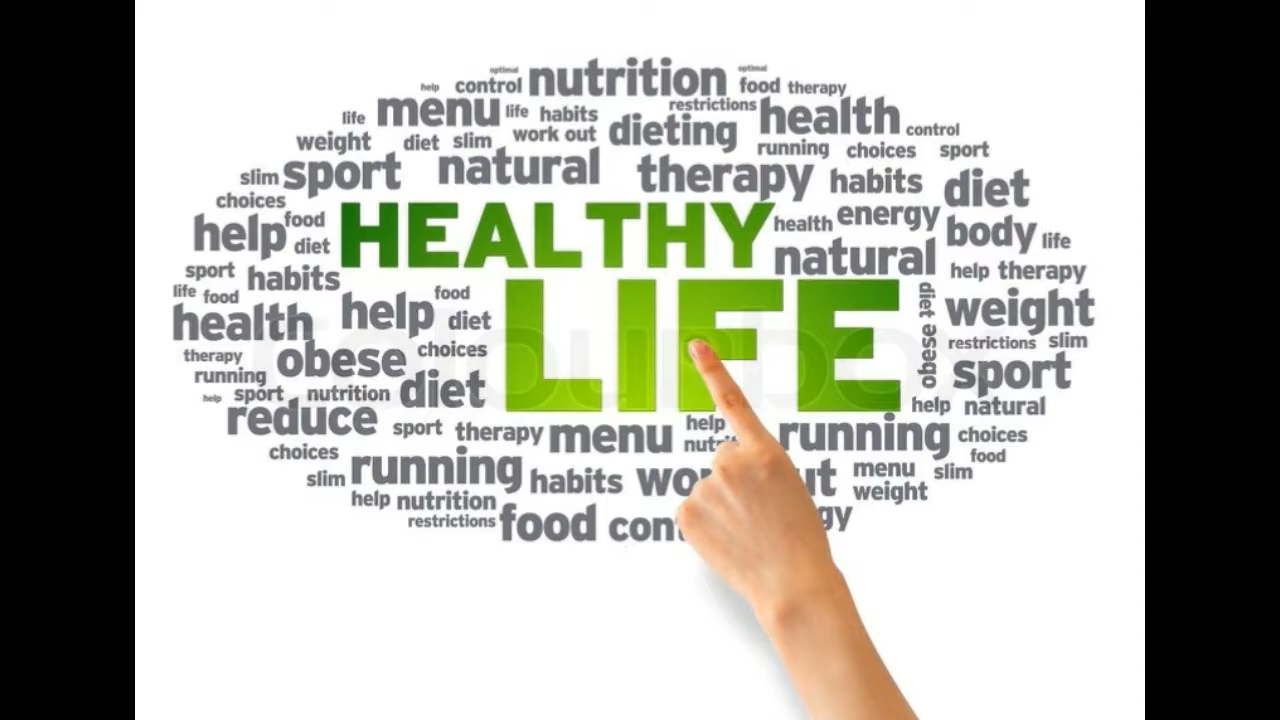 optimal nutrition optimal
help control food therapy
life menu life habits restrictions health control
weight diet slim work out dieting running choices sport
slim sport natural therapy habits diet
choices
help food diet HEALTHY health energy body life
sport habits natural help therapy
life food help food LIFE diet weight
health diet obese restrictions slim
therapy obese choices sport
running
help sport nutrition diet help natural
reduce sport therapy menu help running choices
choices food
slim running habits menu slim
help nutrition weight
restrictions food